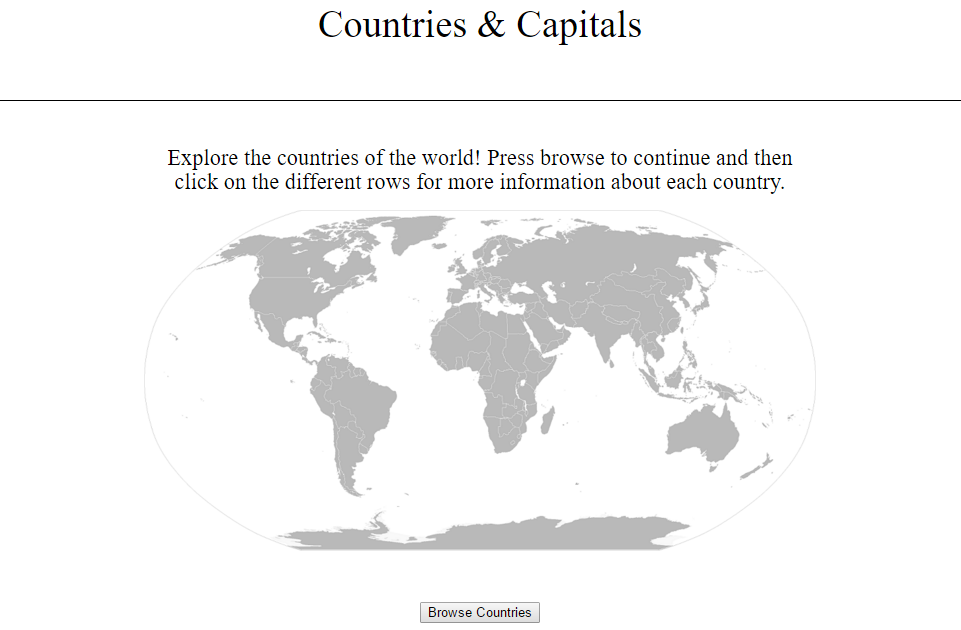 Countries & Capitals
Explore the countries of the world! Press browse to continue and then
click on the different rows for more information about each country.
Browse Countries